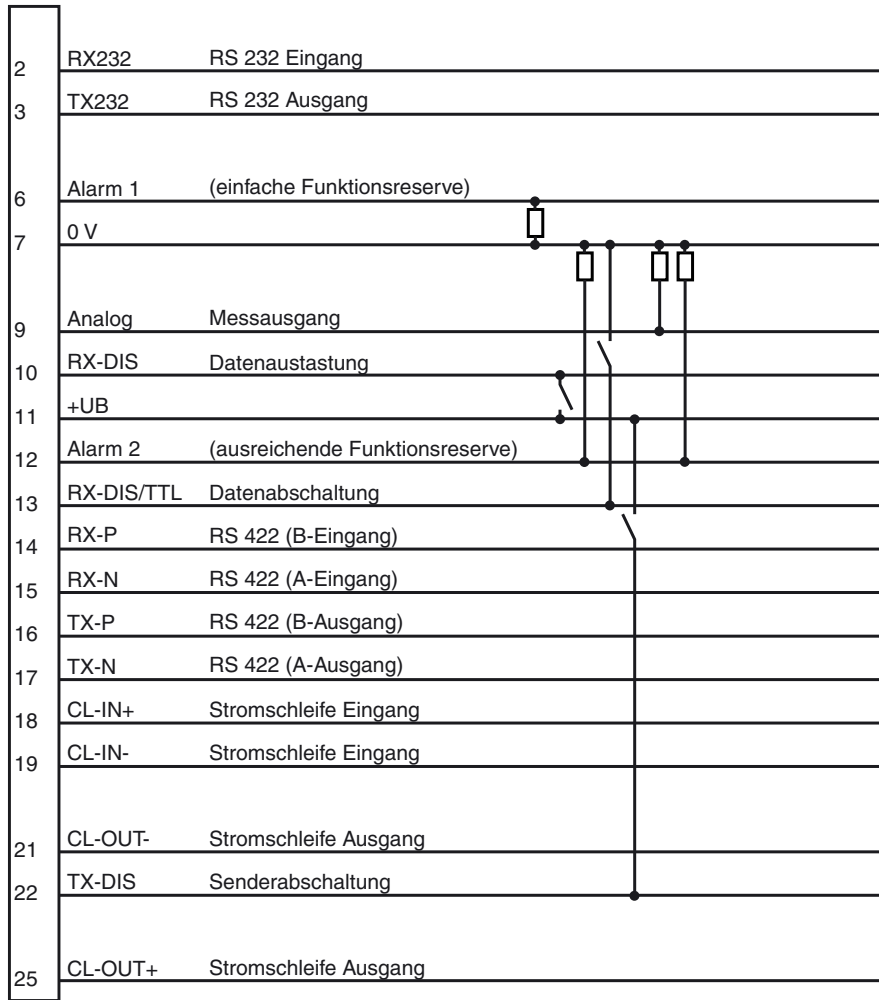 2 RX232 RS 232 Eingang
3 TX232 RS 232 Ausgang
6 Alarm 1 (einfache Funktionsreserve)
7 0 V
9 Analog Messausgang
10 RX-DIS Datenaustastung
11 +UB
12 Alarm 2 (ausreichende Funktionsreserve)
13 RX-DIS/TTL Datenabschaltung
14 RX-P RS 422 (B-Eingang)
15 RX-N RS 422 (A-Eingang)
16 TX-P RS 422 (B-Ausgang)
17 TX-N RS 422 (A-Ausgang)
18 CL-IN+ Stromschleife Eingang
19 CL-IN- Stromschleife Eingang
21 CL-OUT- Stromschleife Ausgang
22 TX-DIS Senderabschaltung
25 CL-OUT+ Stromschleife Ausgang